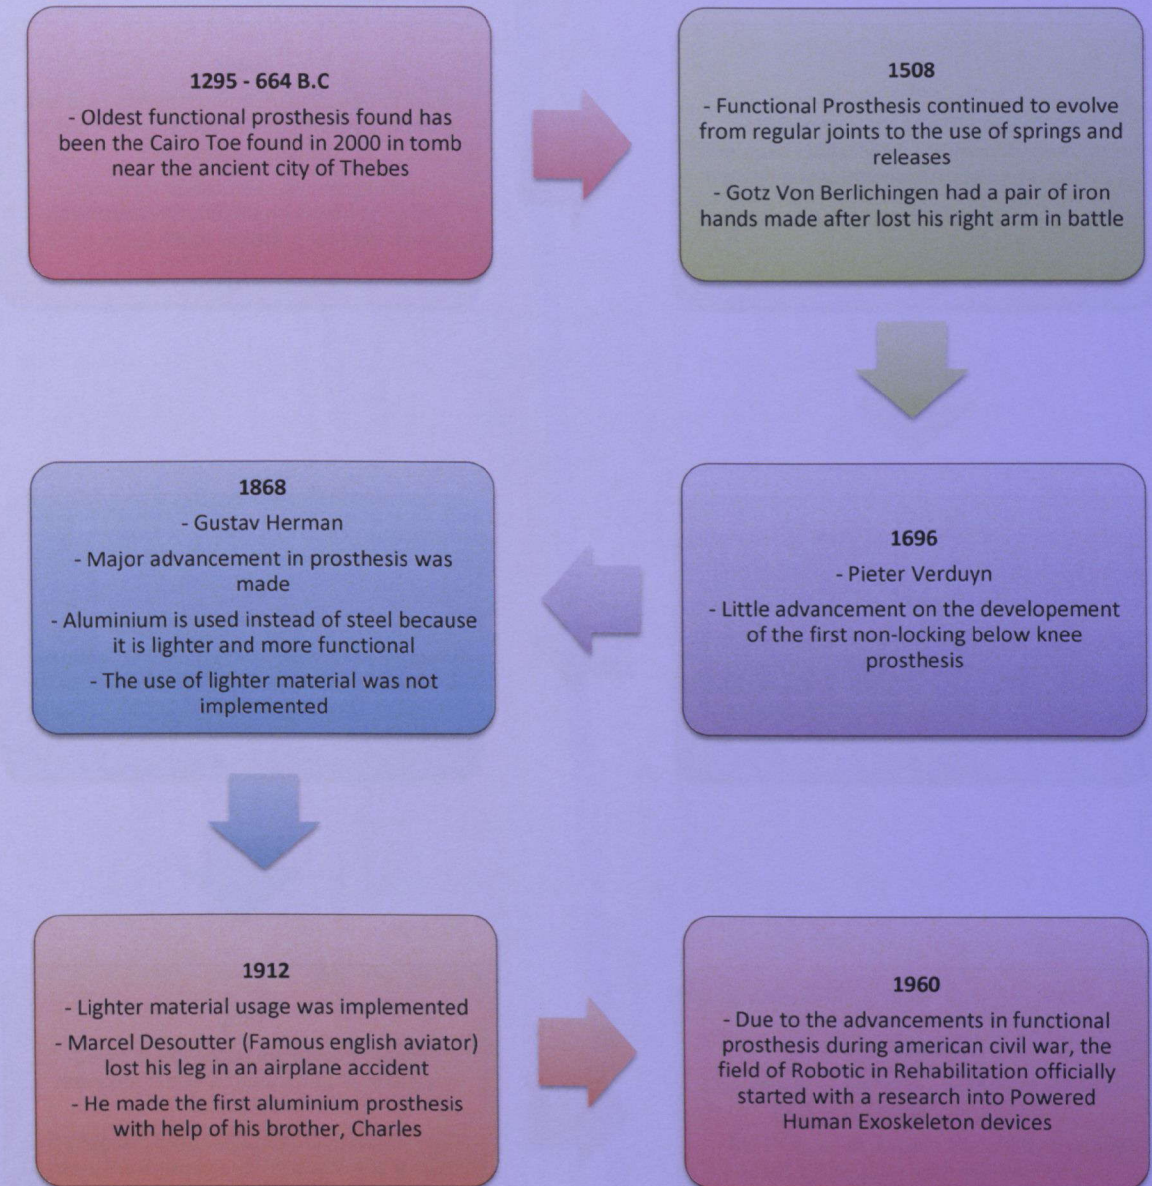 1295 - 664 B.C
- Oldest functional prosthesis found has
been the Cairo Toe found in 2000 in tomb
near the ancient city of Thebes
1508
- Functional Prosthesis continued to evolve
from regular joints to the use of springs and
releases
- Gotz Von Berlichingen had a pair of iron
hands made after lost his right arm in battle
1696
- Pieter Verduyn
- Little advancement on the developement
of the first non-locking below knee
prosthesis
1868
- Gustav Herman
- Major advancement in prosthesis was
made
- Aluminium is used instead of steel because
it is lighter and more functional
- The use of lighter material was not
implemented
1912
- Lighter material usage was implemented
- Marcel Desoutter (Famous english aviator)
lost his leg in an airplane accident
- He made the first aluminium prosthesis
with help of his brother, Charles
1960
- Due to the advancements in functional
prosthesis during american civil war, the
field of Robotic in Rehabilitation officially
started with a research into Powered
Human Exoskeleton devices